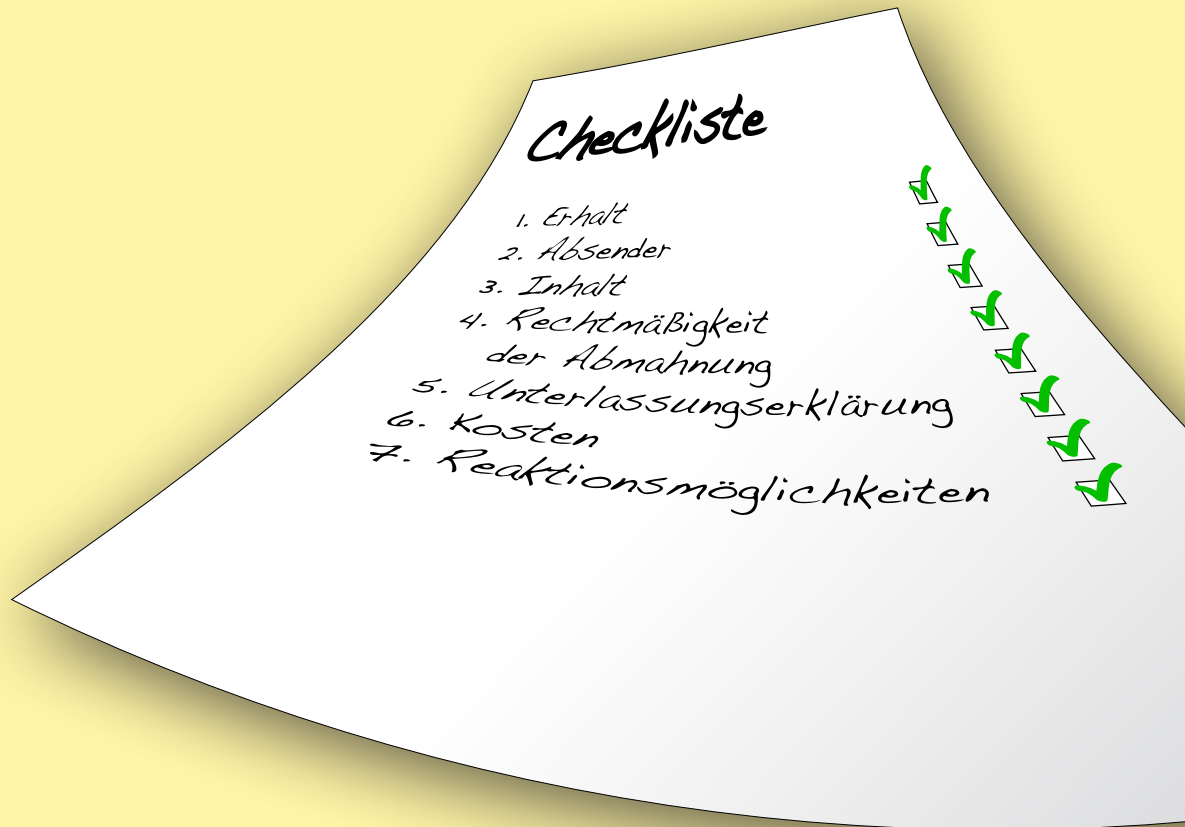 Checkliste
1. Erhalt
2. Absender
3. Inhalt
4. Rechtmäßigkeit
der Abmahnung
5. Unterlassungserklärung
6. Kosten
7. Reaktionsmöglichkeiten